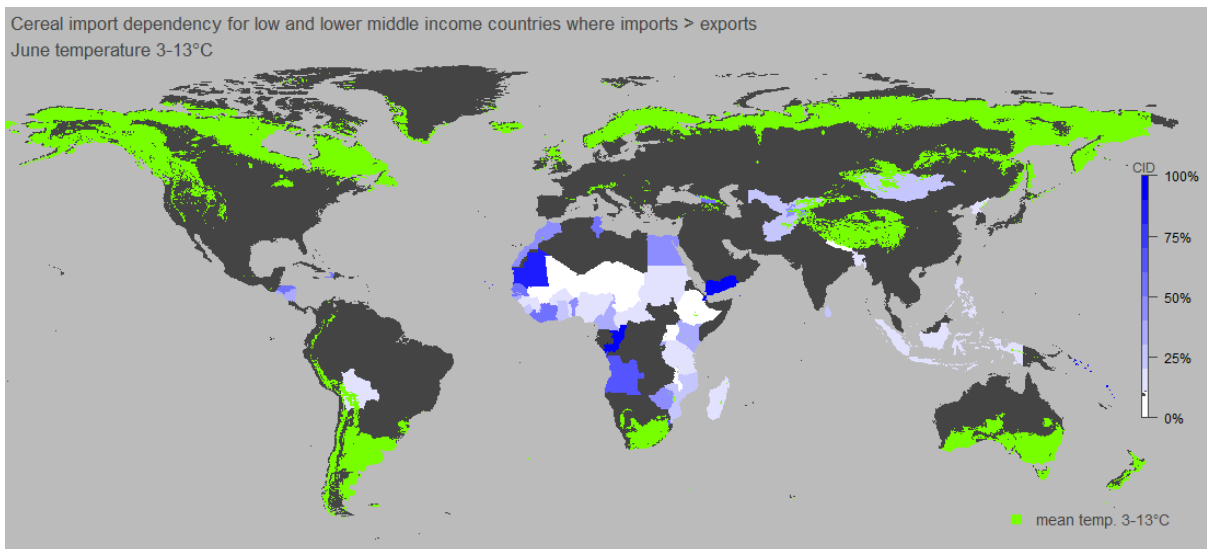 Cereal import dependency for low and lower middle income countries where imports > exports
June temperature 3-13°C
CID
100%
75%
50%
25%
0%
mean temp. 3-13°C